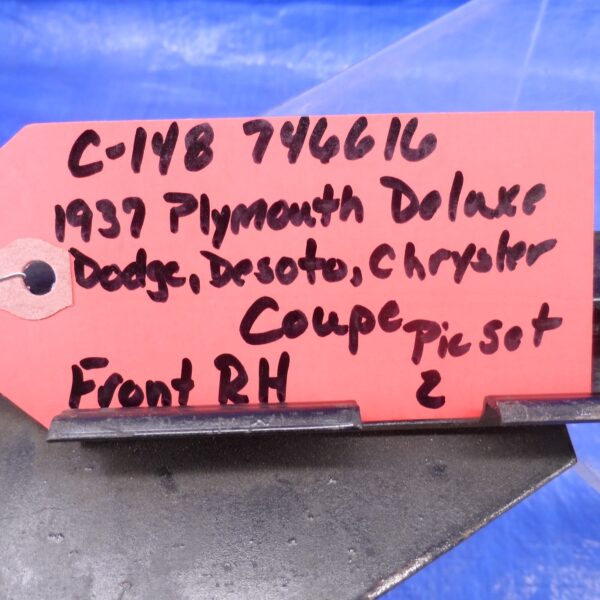 C-148 746616
1937 Plymouth Deluxe
Dodge, Desoto, Chrysler
Coupe Pic set
Front RH 2